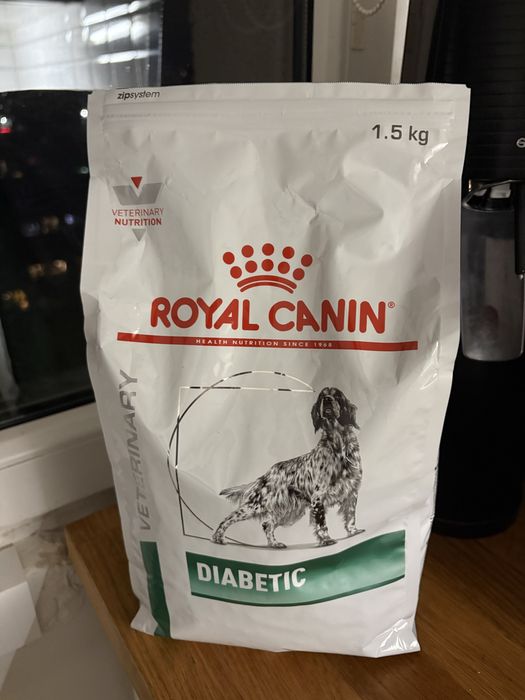 zipsystem
1.5 kg
VETERINARY
NUTRITION
ROYAL CANIN®
HEALTH NUTRITION SINCE 1968
VETERINARY
DIABETIC